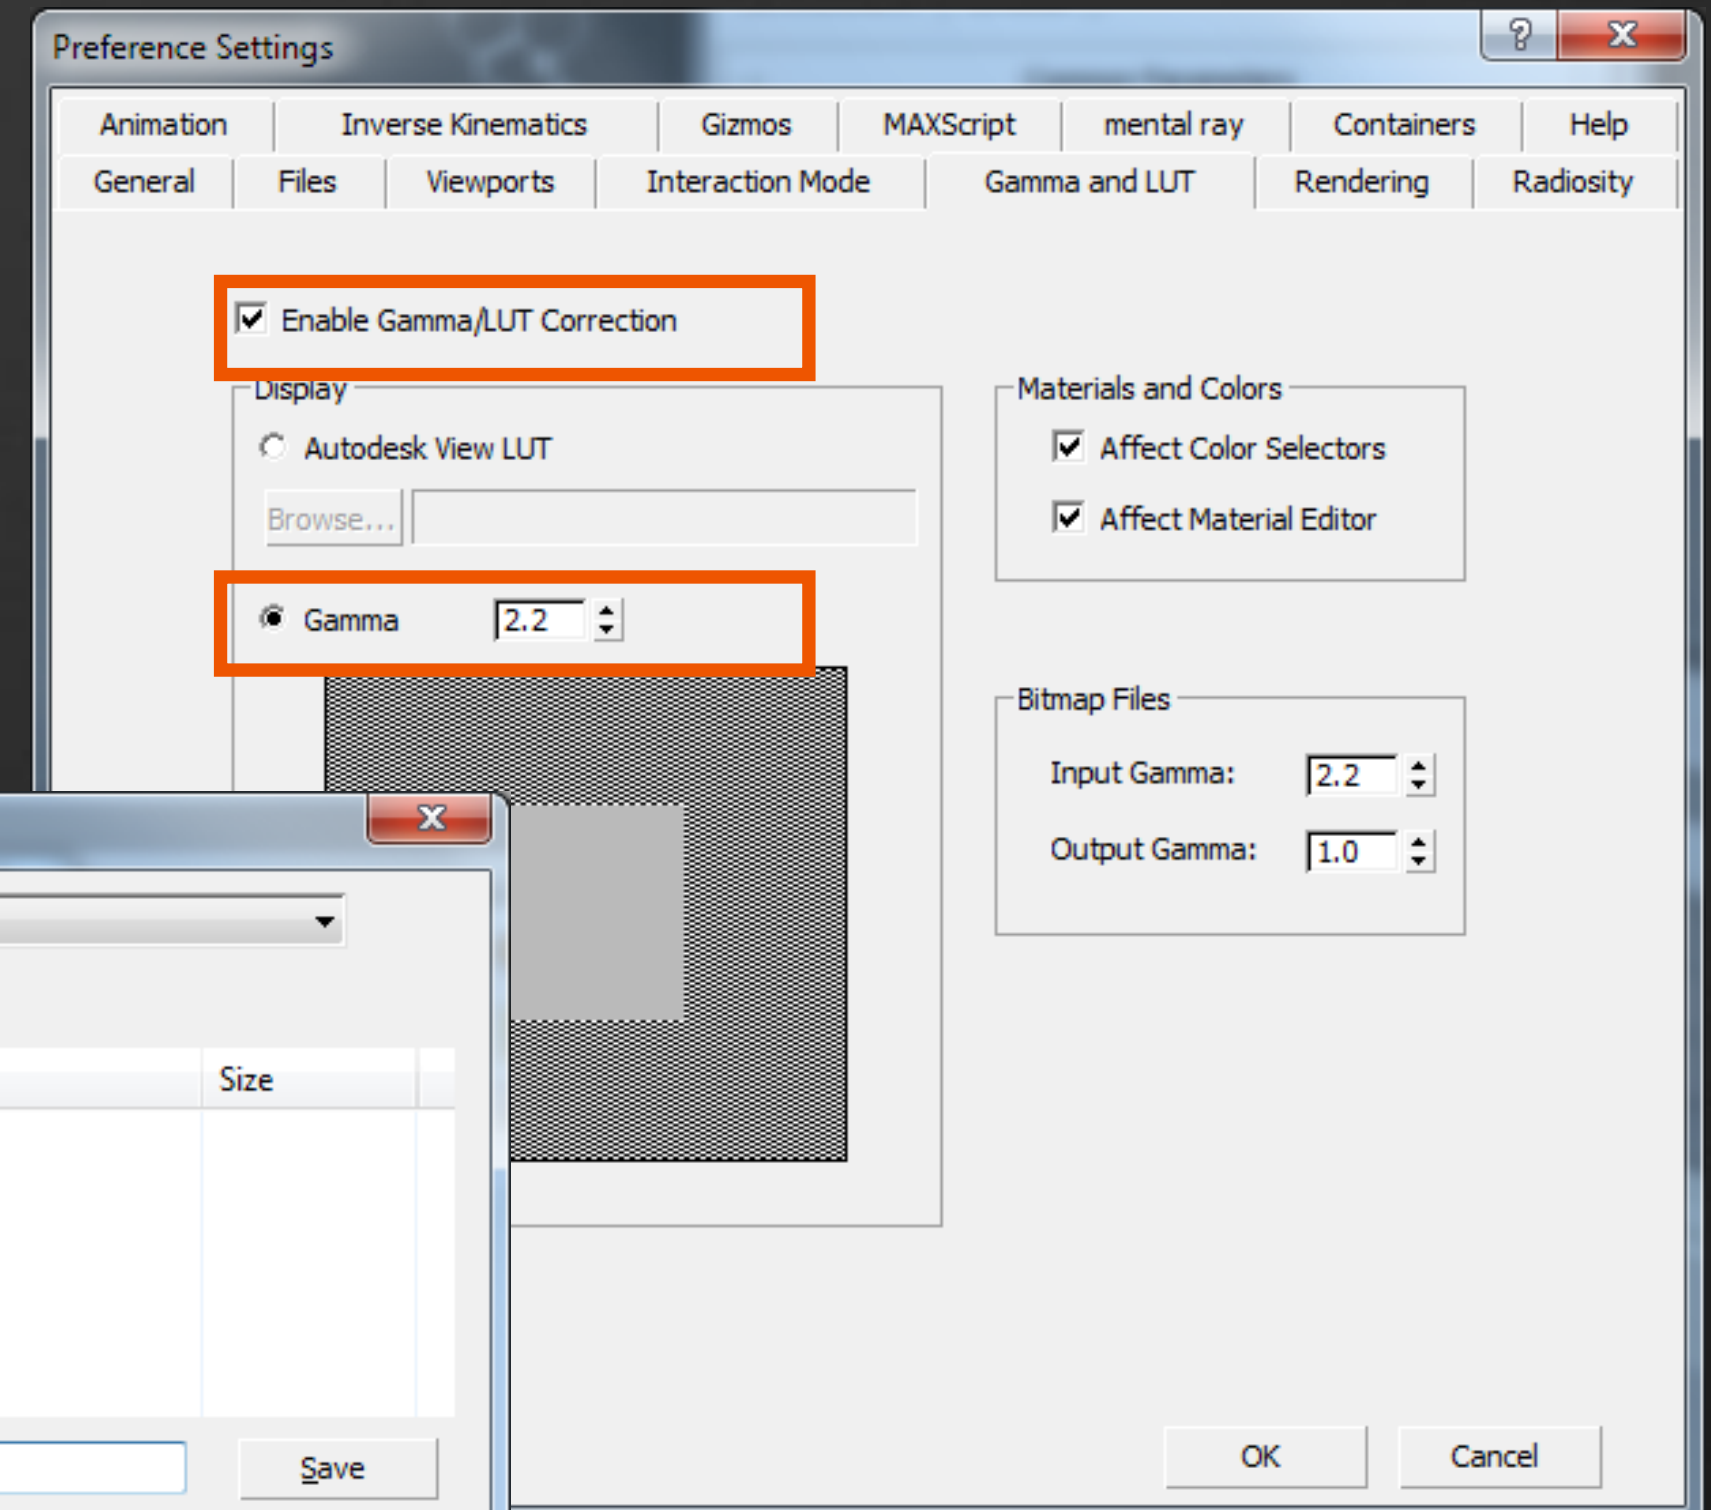 Preference Settings
?
X
Animation Inverse Kinematics Gizmos MAXScript mental ray Containers Help
General Files Viewports Interaction Mode Gamma and LUT Rendering Radiosity
Enable Gamma/LUT Correction
Display
Autodesk View LUT
Browse...
Gamma 2.2
Materials and Colors
Affect Color Selectors
Affect Material Editor
Bitmap Files
Input Gamma: 2.2
Output Gamma: 1.0
X
Size
Save
OK Cancel